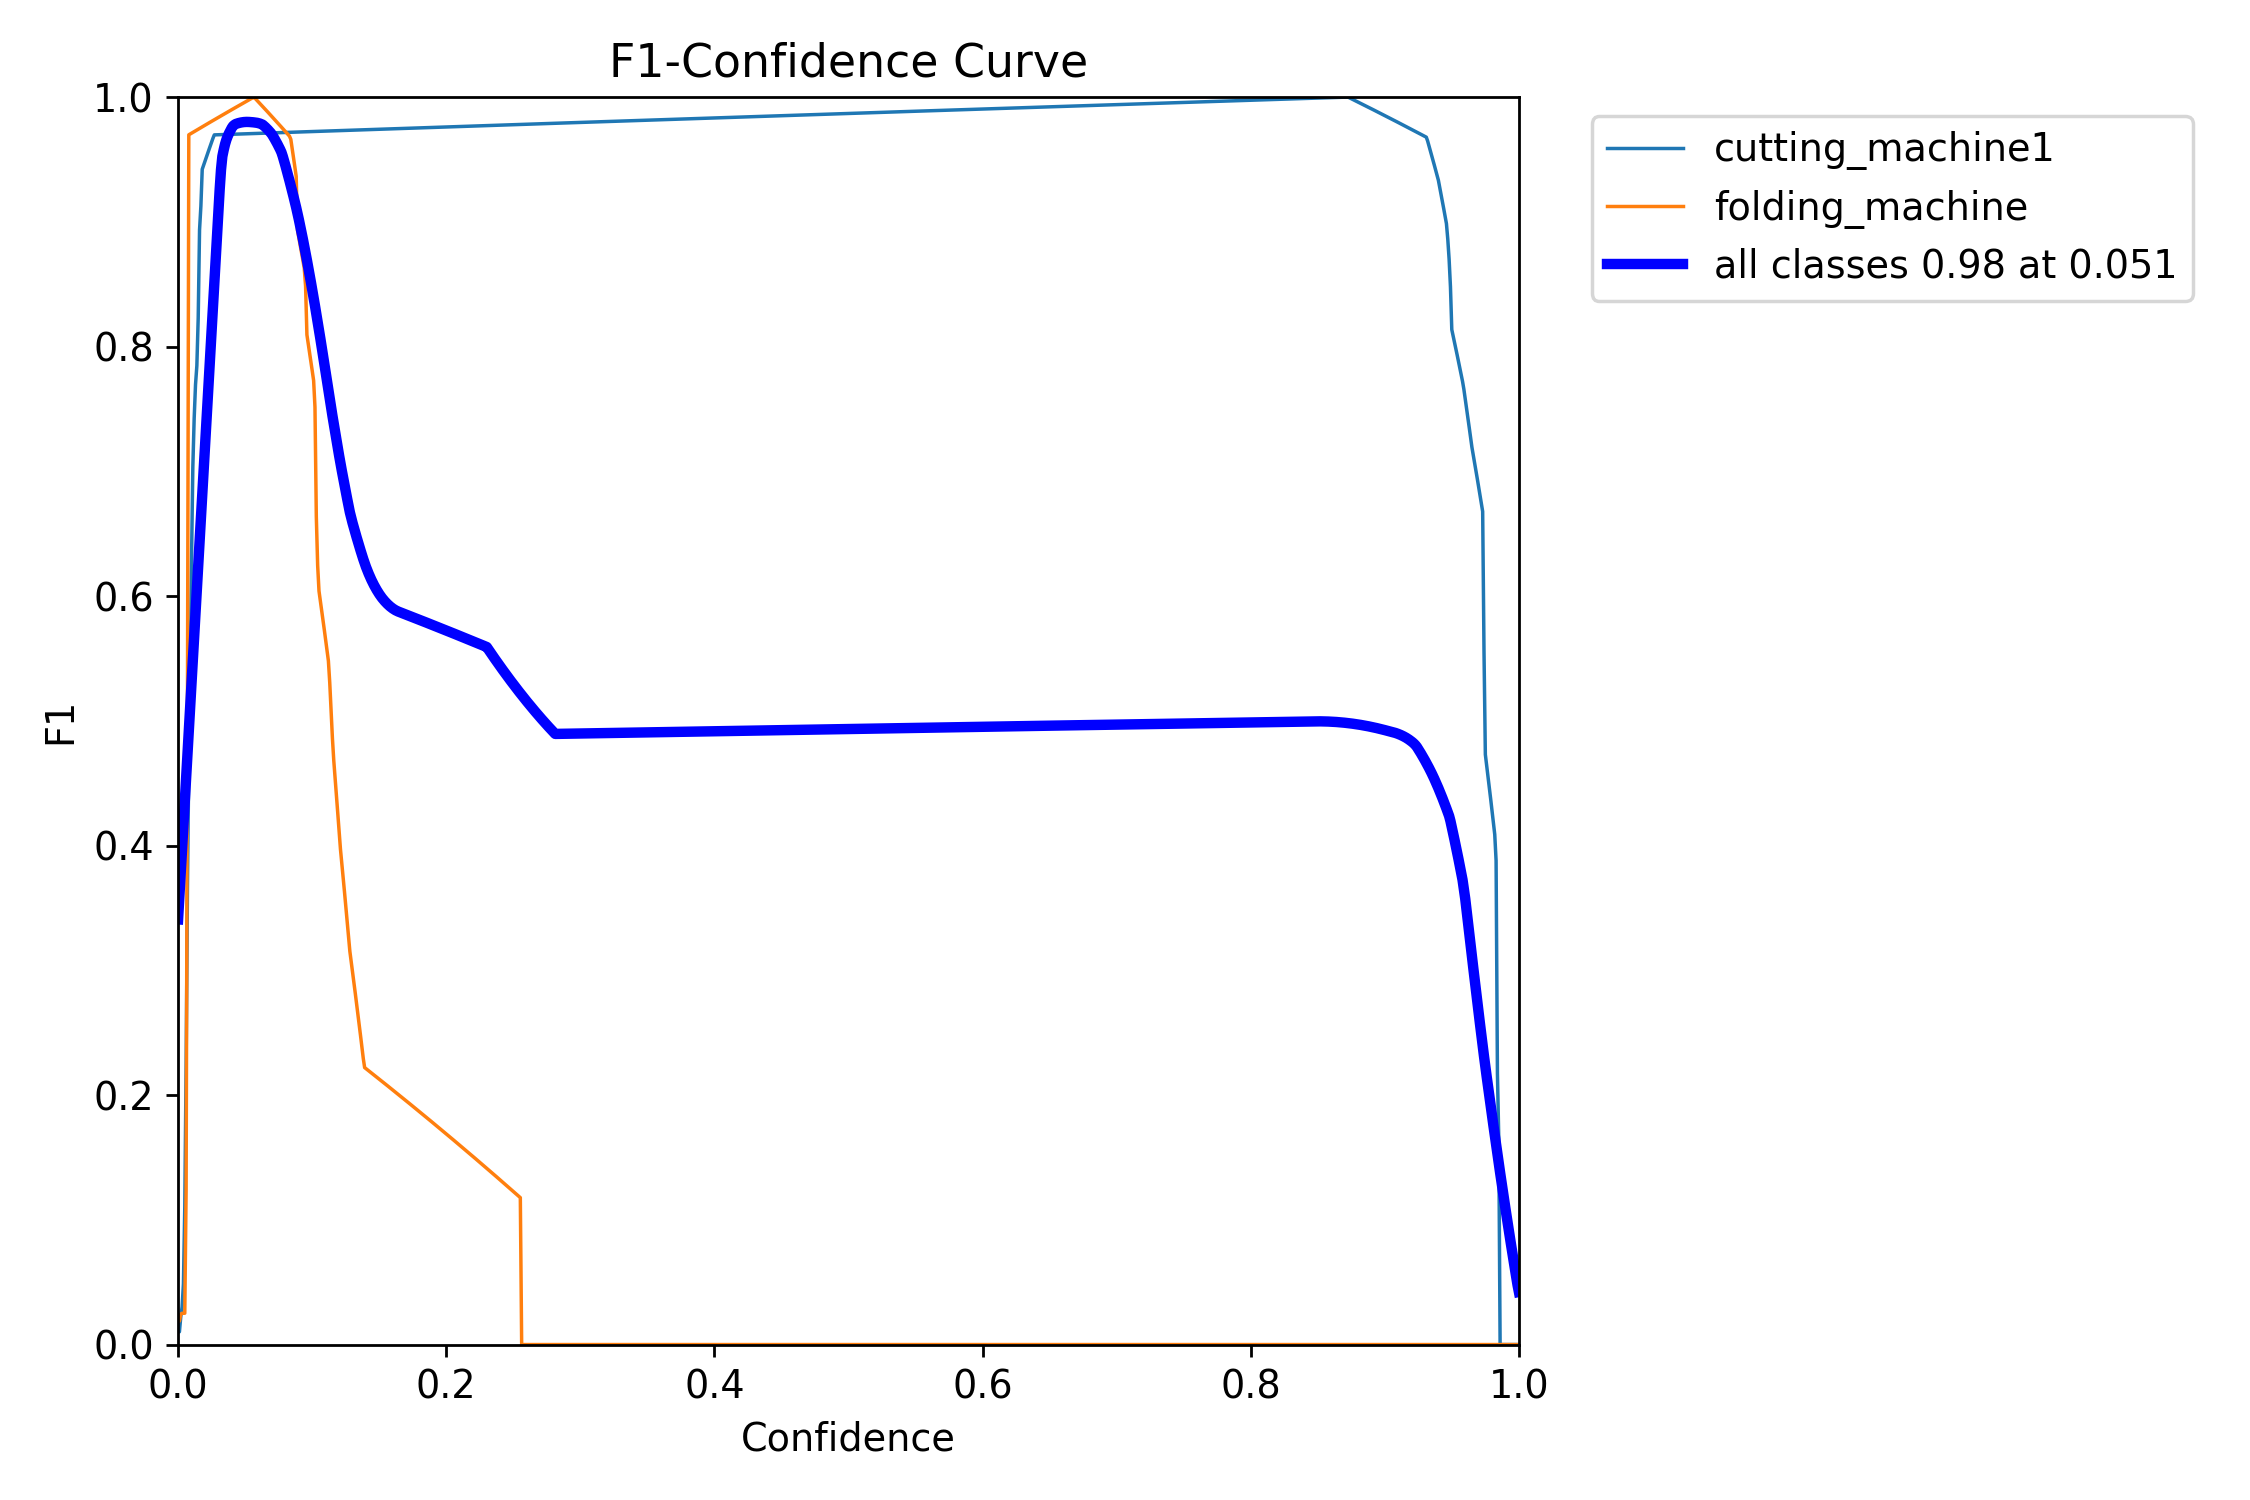 F1-Confidence Curve
1.0
0.8
0.6
0.4
0.2
0.0
F1
0.0 0.2 0.4 0.6 0.8 1.0
Confidence
cutting_machine1
folding_machine
all classes 0.98 at 0.051